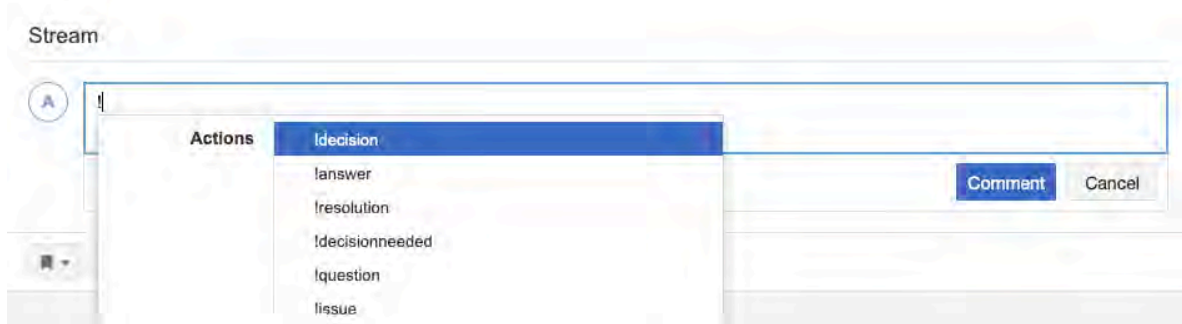 Stream
A
!
Actions !decision
!answer
!resolution
!decisionneeded
!question
!issue
Comment Cancel